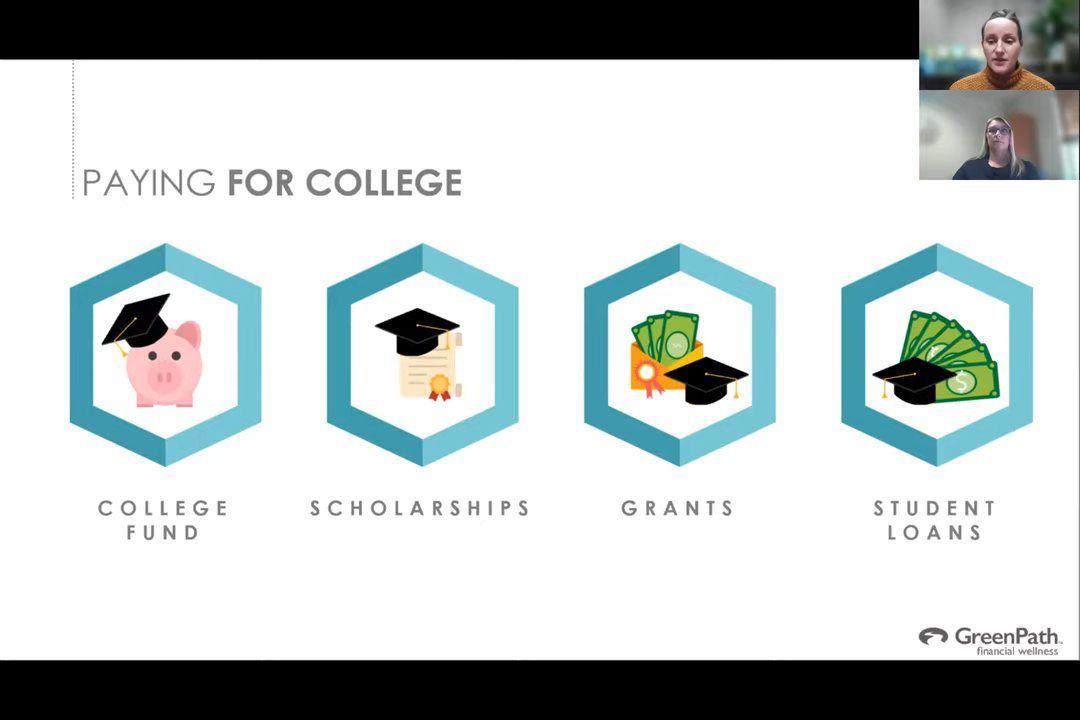 PAYING FOR COLLEGE
COLLEGE
FUND
SCHOLARSHIPS
GRANTS
STUDENT
LOANS
$
GreenPath
financial wellness